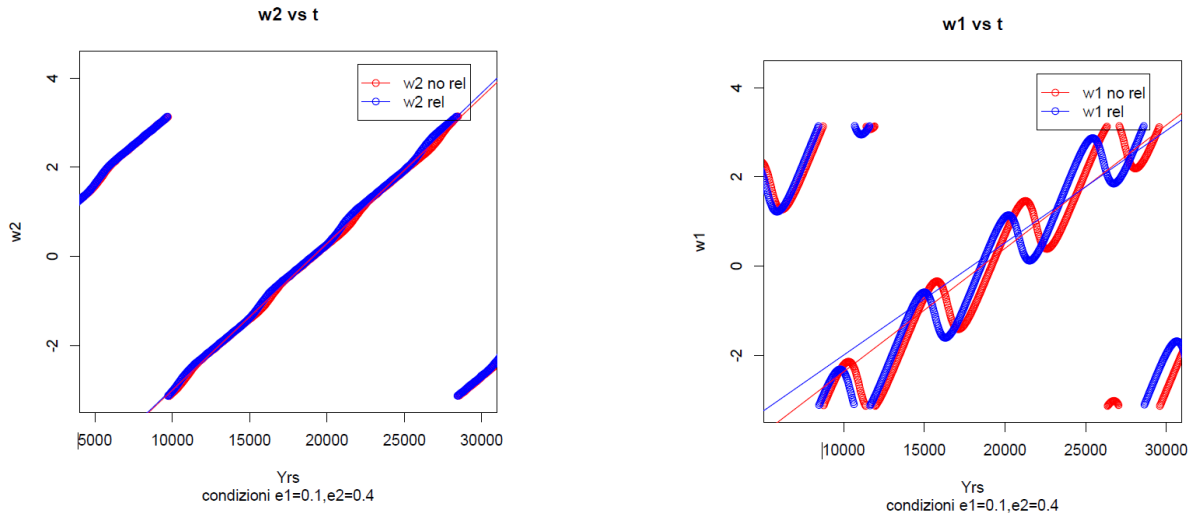 w2 vs t
w2 no rel
w2 rel
4
2
0
-2
w2
5000 10000 15000 20000 25000 30000
Yrs
condizioni e1=0.1,e2=0.4
w1 vs t
w1 no rel
w1 rel
4
2
0
-2
w1
10000 15000 20000 25000 30000
Yrs
condizioni e1=0.1,e2=0.4